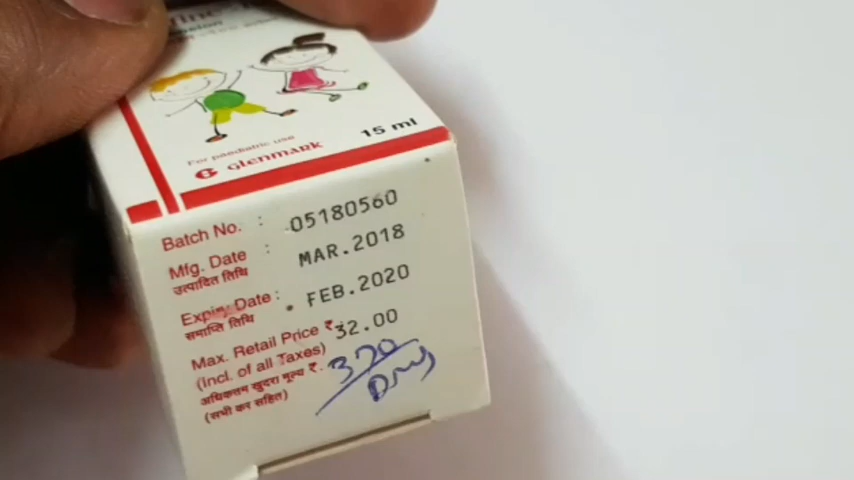 For paediatric use
15 ml
Glenmark
Batch No. : 05180560
Mfg. Date : MAR.2018
उत्पादित तिथि
Expiry Date : FEB.2020
समाप्ति तिथि
Max. Retail Price ₹. 32.00
(Incl. of all Taxes)
अधिकतम खुदरा मूल्य ₹.
(सभी कर सहित)